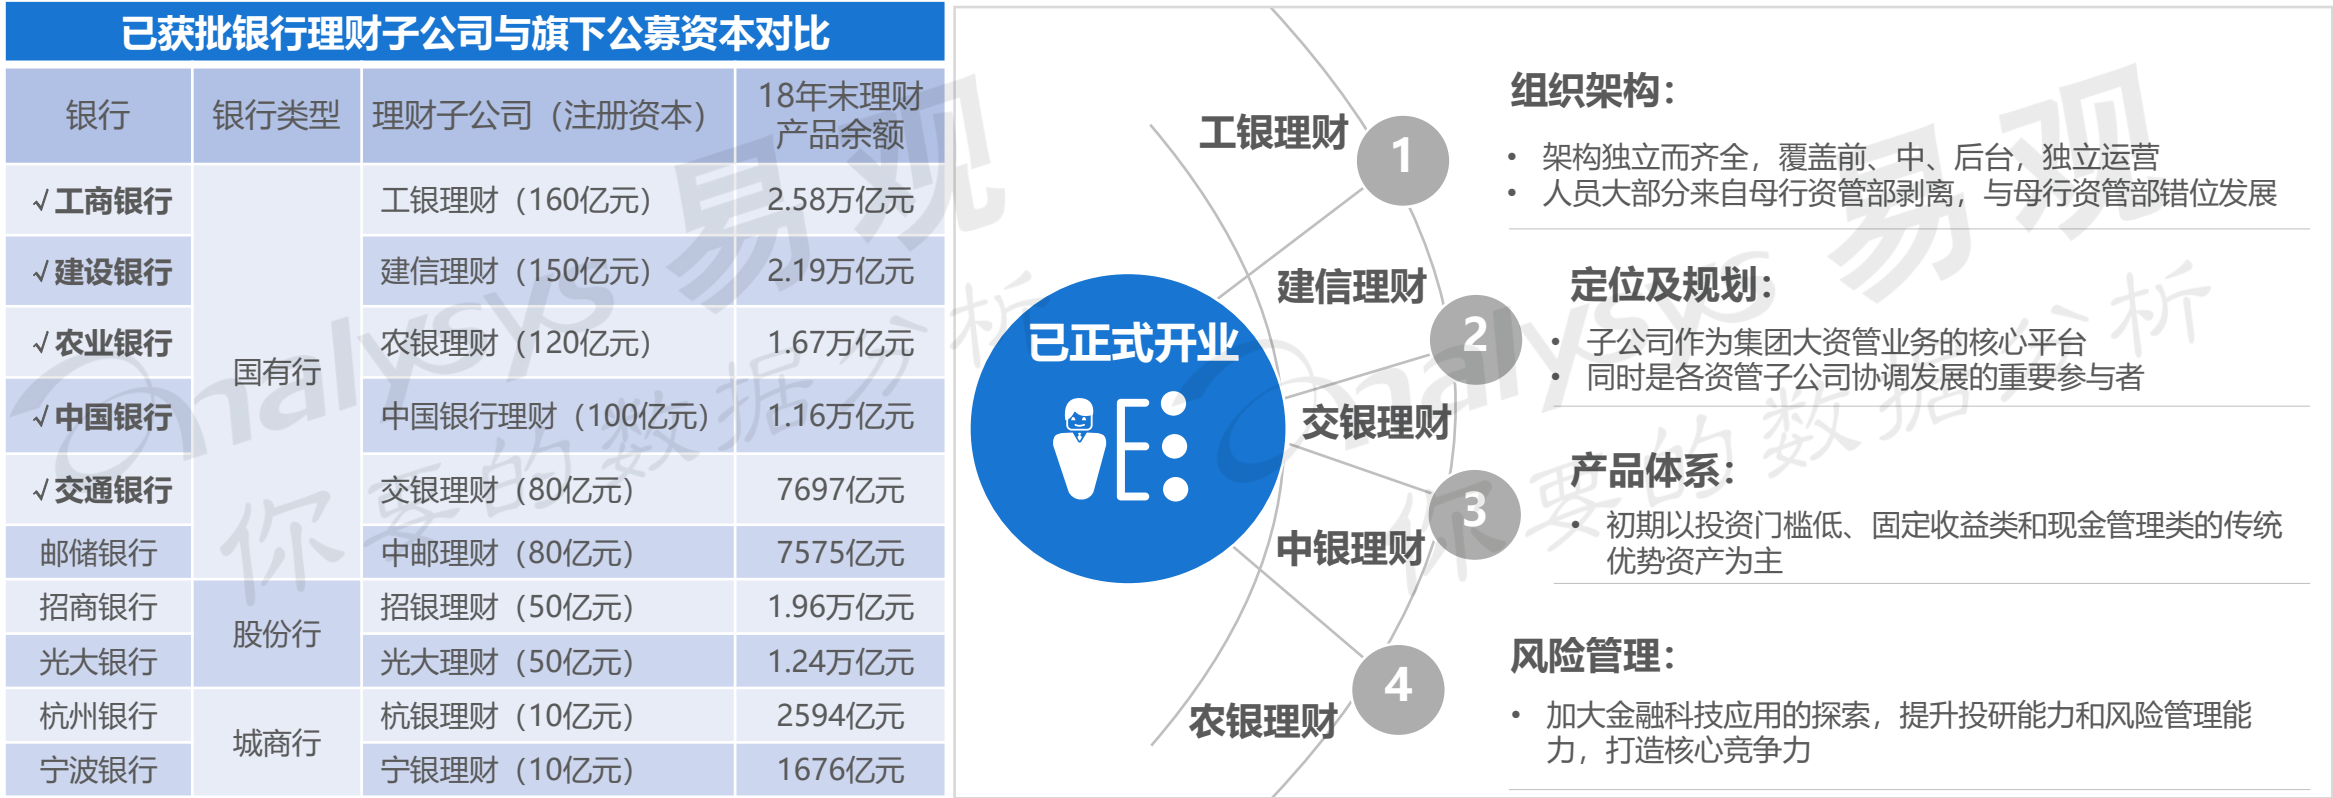 已获批银行理财子公司与旗下公募资本对比
银行 银行类型 理财子公司（注册资本） 18年末理财产品余额
√ 工商银行 国有行 工银理财（160亿元） 2.58万亿元
√ 建设银行 建信理财（150亿元） 2.19万亿元
√ 农业银行 农银理财（120亿元） 1.67万亿元
√ 中国银行 中国银行理财（100亿元） 1.16万亿元
√ 交通银行 交银理财（80亿元） 7697亿元
邮储银行 中邮理财（80亿元） 7575亿元
招商银行 股份行 招银理财（50亿元） 1.96万亿元
光大银行 光大理财（50亿元） 1.24万亿元
杭州银行 城商行 杭银理财（10亿元） 2594亿元
宁波银行 宁银理财（10亿元） 1676亿元
已正式开业
工银理财
建信理财
交银理财
中银理财
农银理财
1
组织架构：
• 架构独立而齐全，覆盖前、中、后台，独立运营
• 人员大部分来自母行资管部剥离，与母行资管部错位发展
2
定位及规划：
• 子公司作为集团大资管业务的核心平台
• 同时是各资管子公司协调发展的重要参与者
3
产品体系：
• 初期以投资门槛低、固定收益类和现金管理类的传统
优势资产为主
4
风险管理：
• 加大金融科技应用的探索，提升投研能力和风险管理能
力，打造核心竞争力
analysys 易观
你要的数据分析
analysys 易观
你要的数据分析